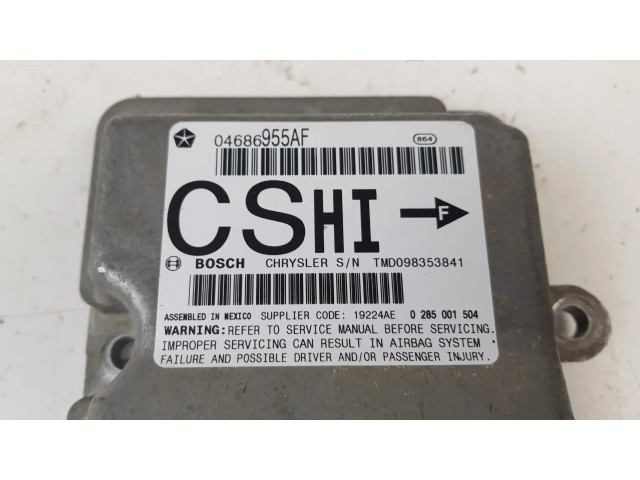 04686955AF 864
CSHI F
BOSCH CHRYSLER S/N TMD098353841
ASSEMBLED IN MEXICO SUPPLIER CODE: 19224AE 0 285 001 504
WARNING: REFER TO SERVICE MANUAL BEFORE SERVICING.
IMPROPER SERVICING CAN RESULT IN AIRBAG SYSTEM
FAILURE AND POSSIBLE DRIVER AND/OR PASSENGER INJURY.